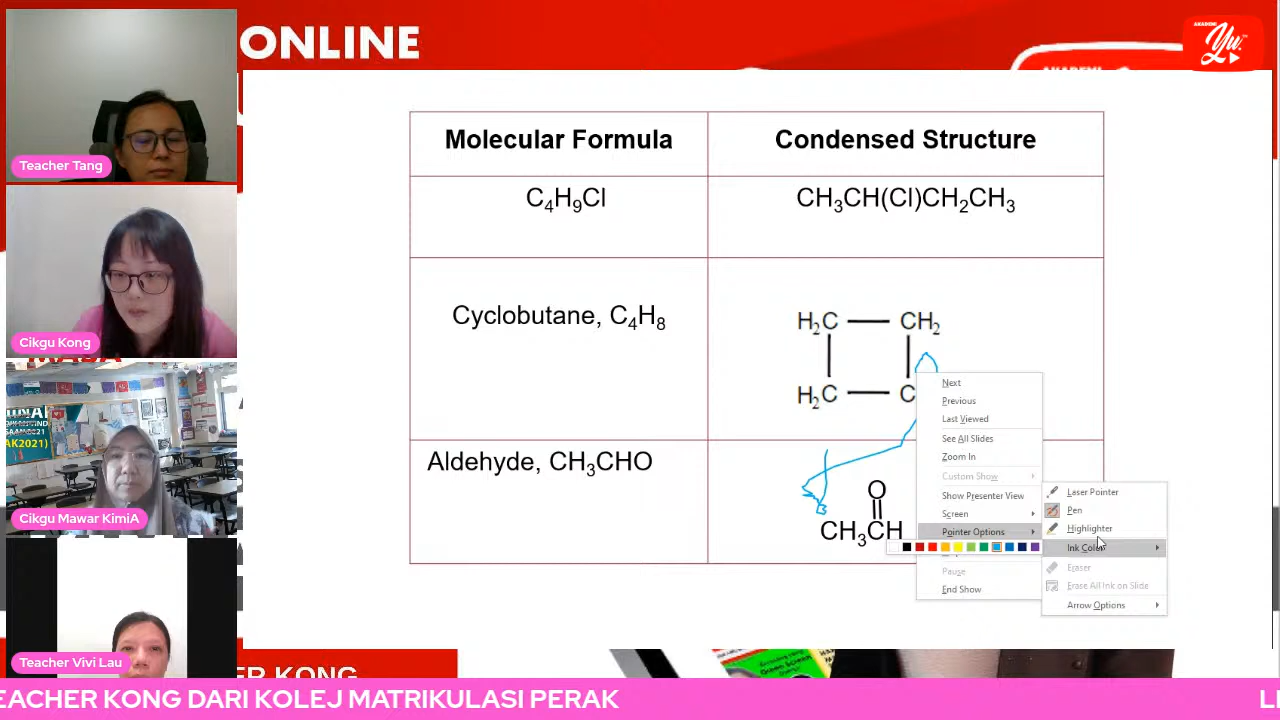 ONLINE
AKADEMI
Yu.
Teacher Tang
Cikgu Kong
Cikgu Mawar KimiA
Teacher Vivi Lau
Molecular Formula
Condensed Structure
C₄H₉Cl
CH₃CH(Cl)CH₂CH₃
Cyclobutane, C₄H₈
H₂C
CH₂
H₂C
C
Aldehyde, CH₃CHO
O
CH₃CH
Next
Previous
Last Viewed
See All Slides
Zoom In
Custom Show
Show Presenter View
Screen
Pointer Options
Pause
End Show
Laser Pointer
Pen
Highlighter
Ink Color
Eraser
Erase All Ink on Slide
Arrow Options
AK2021)
KONG
EACHER KONG DARI KOLEJ MATRIKULASI PERAK